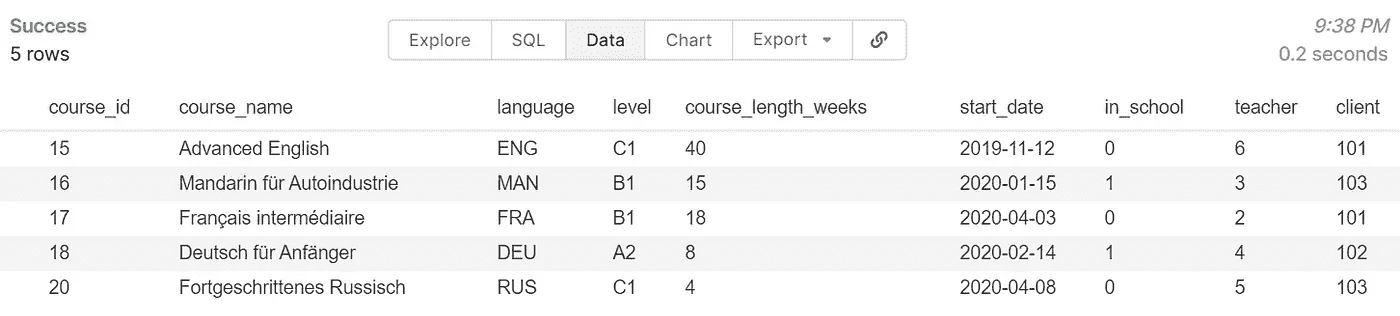 Success
5 rows
Explore SQL Data Chart Export
9:38 PM
0.2 seconds
course_id course_name language level course_length_weeks start_date in_school teacher client
15 Advanced English ENG C1 40 2019-11-12 0 6 101
16 Mandarin für Autoindustrie MAN B1 15 2020-01-15 1 3 103
17 Français intermédiaire FRA B1 18 2020-04-03 0 2 101
18 Deutsch für Anfänger DEU A2 8 2020-02-14 1 4 102
20 Fortgeschrittenes Russisch RUS C1 4 2020-04-08 0 5 103